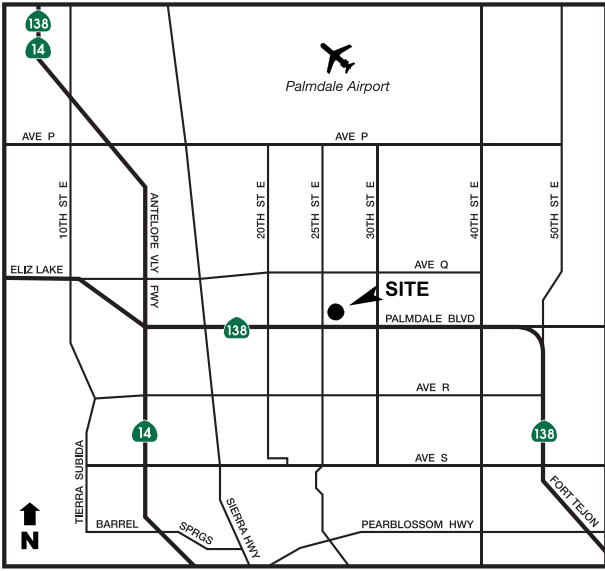 138
14
Palmdale Airport
AVE P
AVE P
10TH ST E
ANTELOPE VLY FWY
20TH ST E
25TH ST E
30TH ST E
40TH ST E
50TH ST E
ELIZ LAKE
AVE Q
SITE
138
PALMDALE BLVD
AVE R
14
138
AVE S
TIERRA SUBIDA
BARREL SPRGS
SIERRA HWY
PEARBLOSSOM HWY
FORT TEJON
N